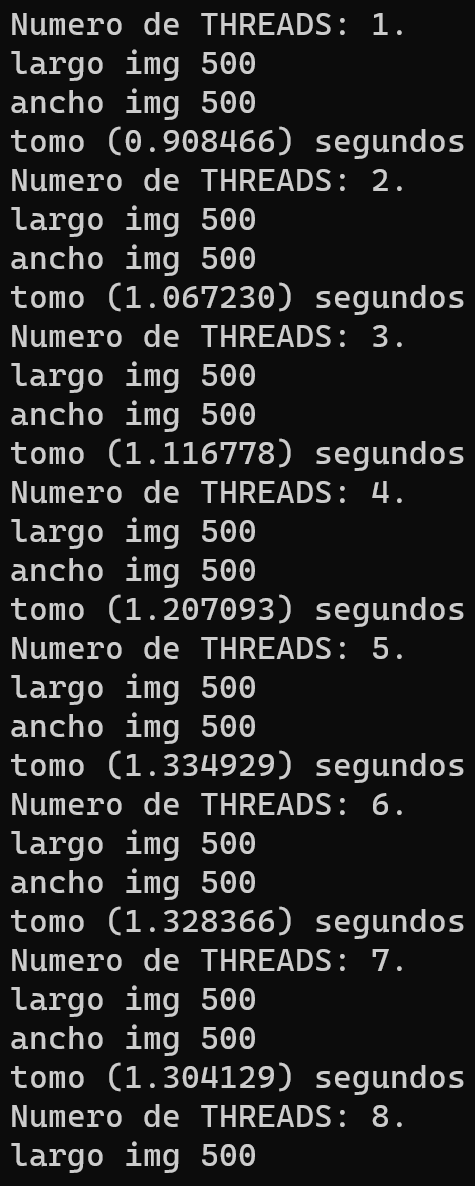 Numero de THREADS: 1.
largo img 500
ancho img 500
tomo (0.908466) segundos
Numero de THREADS: 2.
largo img 500
ancho img 500
tomo (1.067230) segundos
Numero de THREADS: 3.
largo img 500
ancho img 500
tomo (1.116778) segundos
Numero de THREADS: 4.
largo img 500
ancho img 500
tomo (1.207093) segundos
Numero de THREADS: 5.
largo img 500
ancho img 500
tomo (1.334929) segundos
Numero de THREADS: 6.
largo img 500
ancho img 500
tomo (1.328366) segundos
Numero de THREADS: 7.
largo img 500
ancho img 500
tomo (1.304129) segundos
Numero de THREADS: 8.
largo img 500